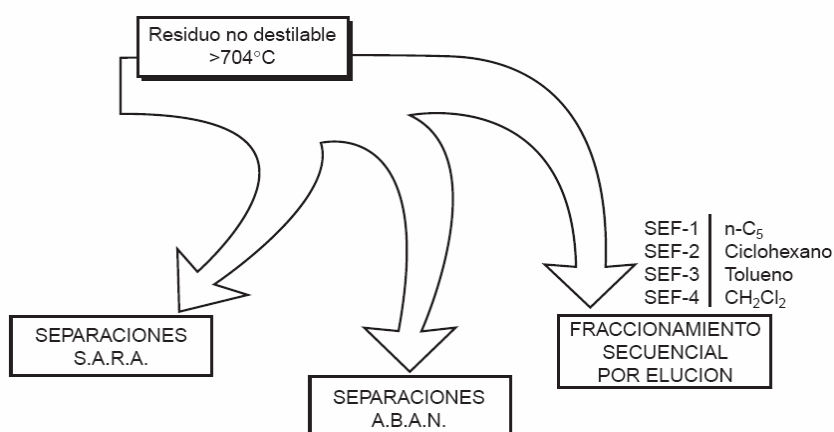 Residuo no destilable
>704°C
SEF-1 n-C₅
SEF-2 Ciclohexano
SEF-3 Tolueno
SEF-4 CH₂Cl₂
SEPARACIONES
S.A.R.A.
FRACCIONAMIENTO
SECUENCIAL
POR ELUCION
SEPARACIONES
A.B.A.N.